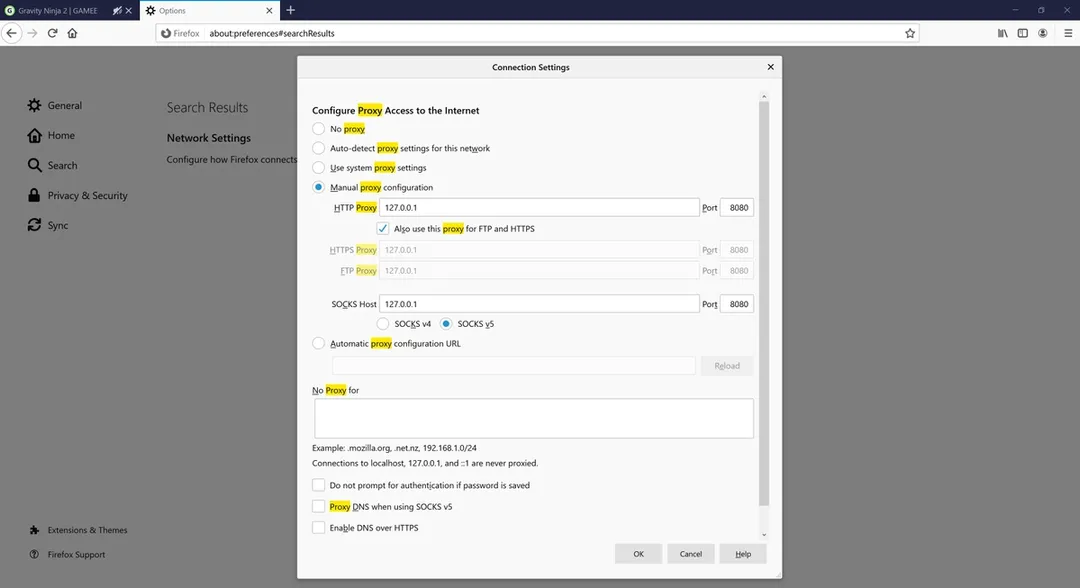 Gravity Ninja 2 | GAMEE
Options
Firefox about:preferences#searchResults
Connection Settings
General
Home
Search
Privacy & Security
Sync
Extensions & Themes
Firefox Support
Search Results
Network Settings
Configure how Firefox connects
Configure Proxy Access to the Internet
No proxy
Auto-detect proxy settings for this network
Use system proxy settings
Manual proxy configuration
HTTP Proxy 127.0.0.1 Port 8080
Also use this proxy for FTP and HTTPS
HTTPS Proxy 127.0.0.1 Port 8080
FTP Proxy 127.0.0.1 Port 8080
SOCKS Host 127.0.0.1 Port 8080
SOCKS v4 SOCKS v5
Automatic proxy configuration URL
Reload
No Proxy for
Example: .mozilla.org, .net.nz, 192.168.1.0/24
Connections to localhost, 127.0.0.1, and ::1 are never proxied.
Do not prompt for authentication if password is saved
Proxy DNS when using SOCKS v5
Enable DNS over HTTPS
OK Cancel Help